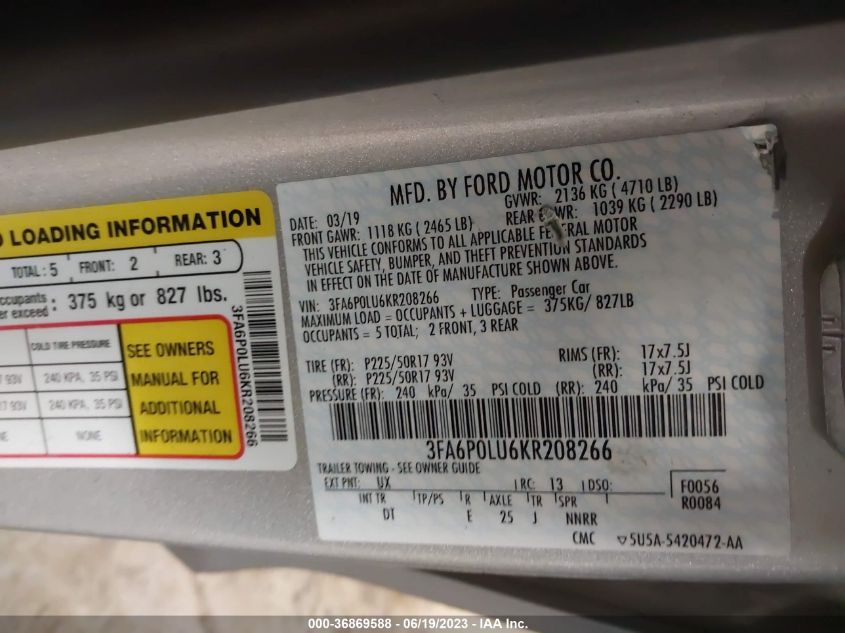 LOADING INFORMATION
TOTAL: 5 FRONT: 2 REAR: 3
375 kg or 827 lbs.
COLD TIRE PRESSURE
240 KPA, 35 PSI
240 KPA, 35 PSI
NONE
SEE OWNERS
MANUAL FOR
ADDITIONAL
INFORMATION
3FA6P0LU6KR208266
MFD. BY FORD MOTOR CO.
DATE: 03/19 GVWR: 2136 KG ( 4710 LB)
FRONT GAWR: 1118 KG ( 2465 LB) REAR GAWR: 1039 KG ( 2290 LB)
THIS VEHICLE CONFORMS TO ALL APPLICABLE FEDERAL MOTOR
VEHICLE SAFETY, BUMPER, AND THEFT PREVENTION STANDARDS
IN EFFECT ON THE DATE OF MANUFACTURE SHOWN ABOVE.
VIN: 3FA6P0LU6KR208266 TYPE: Passenger Car
MAXIMUM LOAD = OCCUPANTS + LUGGAGE = 375KG/ 827LB
OCCUPANTS = 5 TOTAL; 2 FRONT, 3 REAR
TIRE (FR): P225/50R17 93V RIMS (FR): 17x7.5J
(RR): P225/50R17 93V (RR): 17x7.5J
PRESSURE (FR): 240 kPa/ 35 PSI COLD (RR): 240 kPa/ 35 PSI COLD
3FA6P0LU6KR208266
TRAILER TOWING - SEE OWNER GUIDE
EXT PNT: UX RC: 13 DSO: F0056
R0084
INT TR TP/PS R AXLE TR SPR
DT E 25 J NNRR
CMC 5U5A-5420472-AA
000-36869588 - 06/19/2023 - IAA Inc.